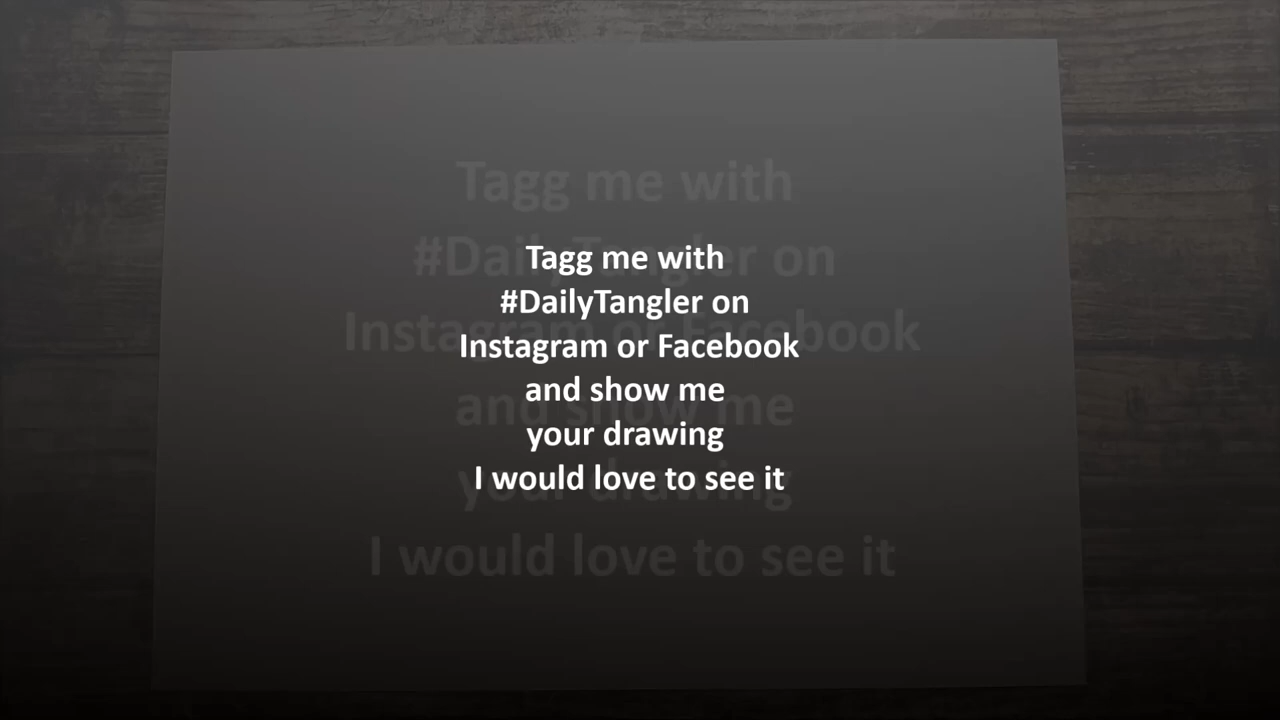 Tagg me with
#DailyTangler on
Instagram or Facebook
and show me
your drawing
I would love to see it